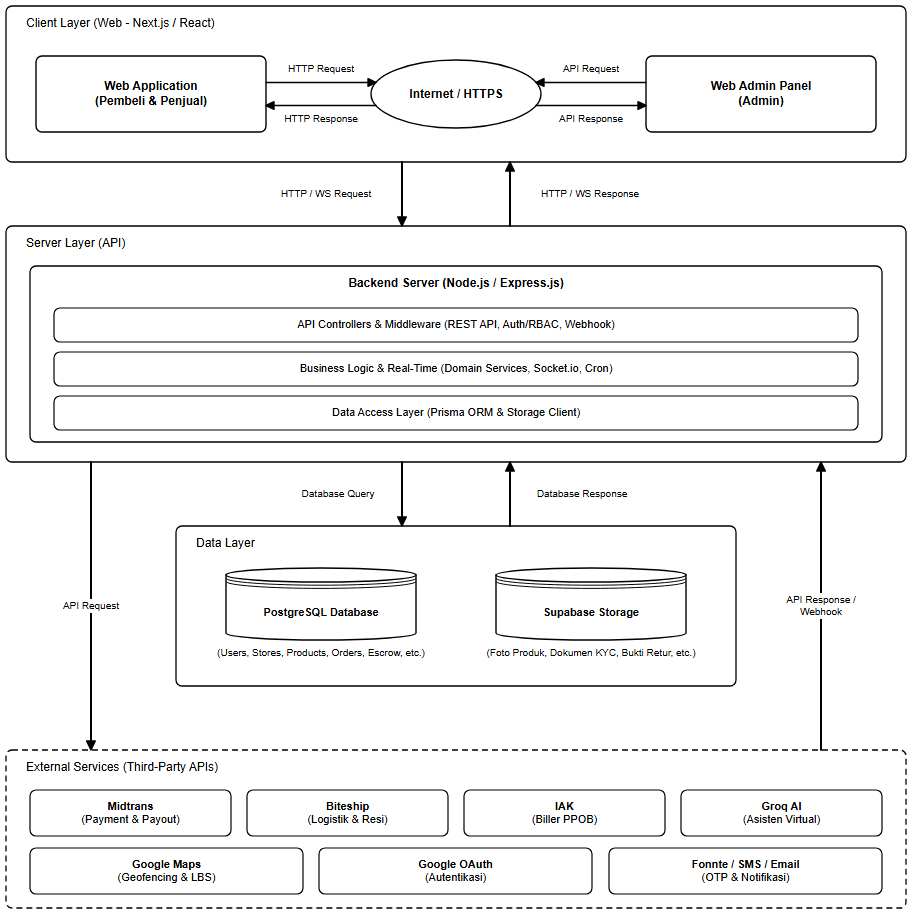 Client Layer (Web - Next.js / React)
Web Application
(Pembeli & Penjual)
HTTP Request
HTTP Response
Internet / HTTPS
API Request
API Response
Web Admin Panel
(Admin)
HTTP / WS Request
HTTP / WS Response
Server Layer (API)
Backend Server (Node.js / Express.js)
API Controllers & Middleware (REST API, Auth/RBAC, Webhook)
Business Logic & Real-Time (Domain Services, Socket.io, Cron)
Data Access Layer (Prisma ORM & Storage Client)
Database Query
Database Response
Data Layer
PostgreSQL Database
(Users, Stores, Products, Orders, Escrow, etc.)
Supabase Storage
(Foto Produk, Dokumen KYC, Bukti Retur, etc.)
API Request
API Response /
Webhook
External Services (Third-Party APIs)
Midtrans
(Payment & Payout)
Biteship
(Logistik & Resi)
IAK
(Biller PPOB)
Groq AI
(Asisten Virtual)
Google Maps
(Geofencing & LBS)
Google OAuth
(Autentikasi)
Fonnte / SMS / Email
(OTP & Notifikasi)